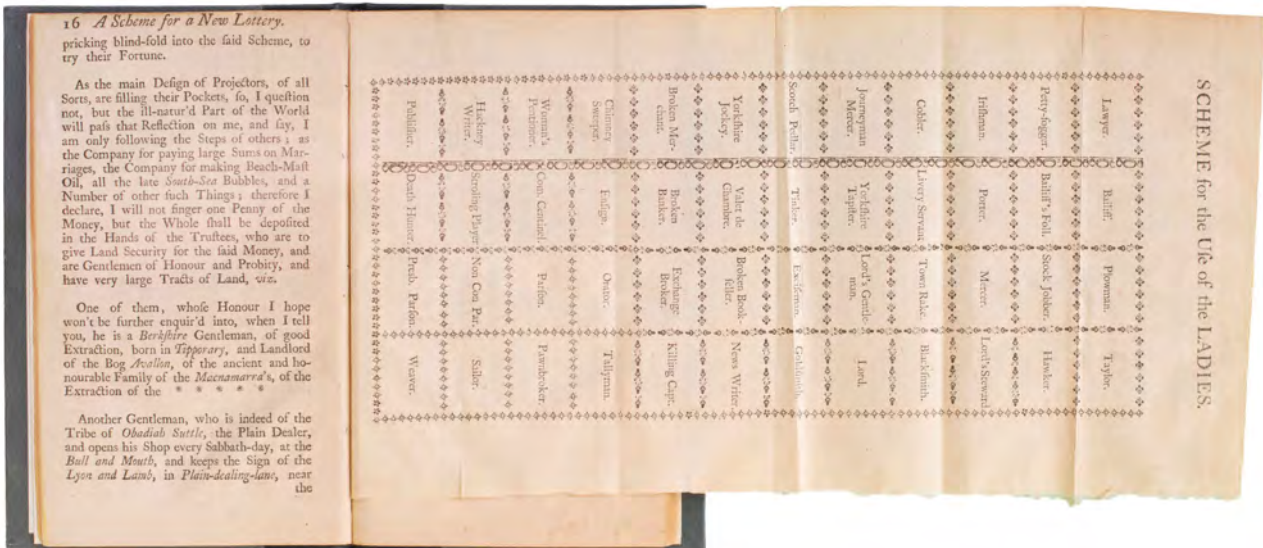 16 A Scheme for a New Lottery.
pricking blind-fold into the ſaid Scheme, to
try their Fortune.
As the main Deſign of Projectors, of all
Sorts, are filling their Pockets, ſo, I queſtion
not, but the ill-natur'd Part of the World
will paſs that Reflection on me, and ſay, I
am only following the Steps of others; as
the Company for paying large Sums on Mar-
riages, the Company for making Beach-Maſt
Oil, all the late South-Sea Bubbles, and a
Number of other ſuch Things; therefore I
declare, I will not finger one Penny of the
Money, but the Whole ſhall be depoſited
in the Hands of the Truſtees, who are to
give Land Security for the ſaid Money, and
are Gentlemen of Honour and Probity, and
have very large Tracts of Land, viz.
One of them, whoſe Honour I hope
won't be further enquir'd into, when I tell
you, he is a Berkſhire Gentleman, of good
Extraction, born in Tipporary, and Landlord
of the Bog Avallon, of the ancient and ho-
nourable Family of the Macnamarra's, of the
Extraction of the * * * * *
Another Gentleman, who is indeed of the
Tribe of Obadiah Suttle, the Plain Dealer,
and opens his Shop every Sabbath-day, at the
Bull and Mouth, and keeps the Sign of the
Lyon and Lamb, in Plain-dealing-lane, near
the
SCHEME for the Uſe of the LADIES.
Lawyer. Bailiff. Plowman. Taylor.
Petty-fogger. Bailiff's Foll. Stock Jobber. Hawker.
Iriſhman. Porter. Mercer. Lord's Steward
Cobler. Livery Servant Town Rake. Blackſmith.
Journeyman Yorkſhire Lord's Gentle- Lord.
Mercer. Tapſter. man.
Scotch Pedlar. Tinker. Exciſeman. Goldſmith.
Yorkſhire Valet de Broken Book- News Writer
Jockey. Chambre. ſeller.
Broken Mer- Broken Exchange Killing Capt.
chant. Banker. Broker.
Chimney Enſign. Orator. Tallyman.
Sweeper
Woman's Com. Centinel. Parſon. Pawnbroker.
Hackney Stroling Player Non Con Par. Sailor.
Writer.
Publiſher. Death Hunter. Preſb. Parſon. Weaver.